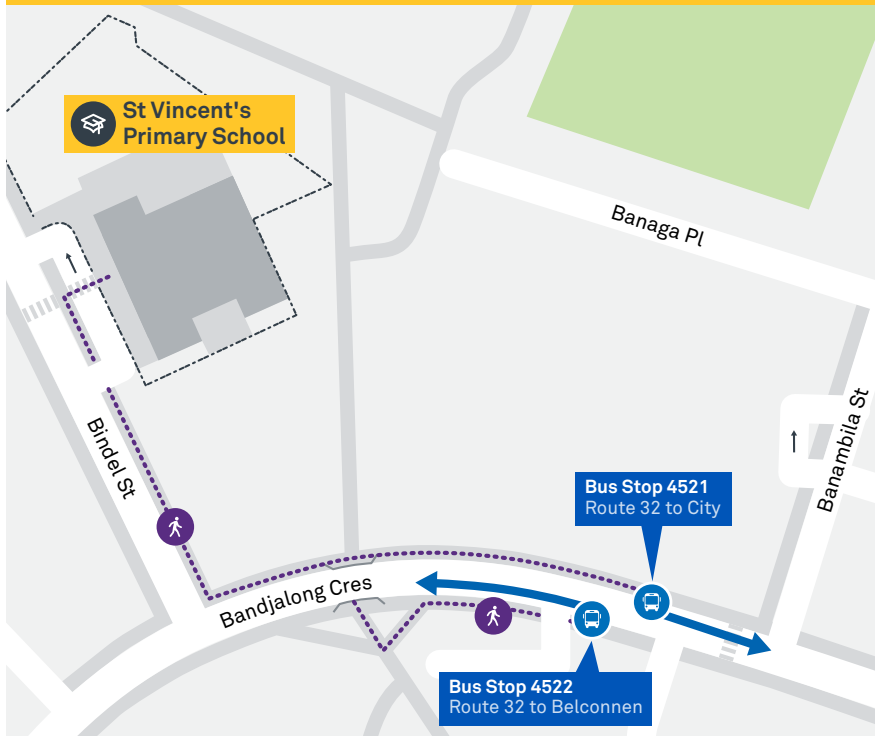 St Vincent's
Primary School
Banaga Pl
Banambila St
Bindel St
Bus Stop 4521
Route 32 to City
Bandjalong Cres
Bus Stop 4522
Route 32 to Belconnen